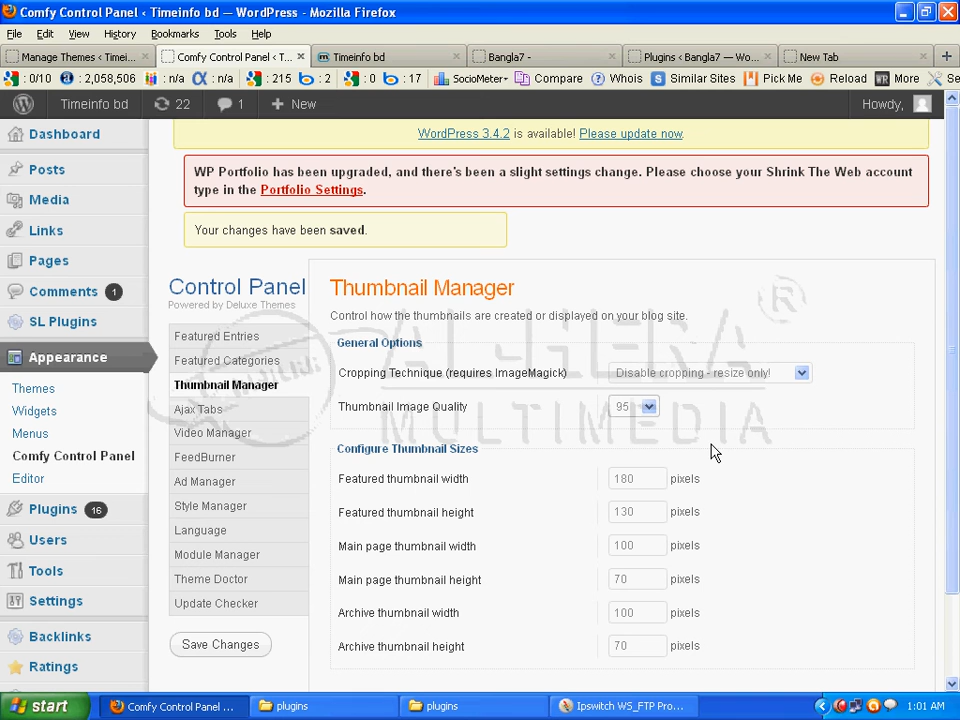 Comfy Control Panel ‹ Timeinfo bd — WordPress - Mozilla Firefox
File Edit View History Bookmarks Tools Help
Manage Themes ‹ Timei... × Comfy Control Panel ‹ T... × Timeinfo bd × Bangla7 - × Plugins ‹ Bangla7 — Wo... × New Tab × +
: 0/10 : 2,058,506 : n/a : n/a : 215 : 2 : 0 : 17 SocioMeter Compare Whois Similar Sites Pick Me Reload More Se
Timeinfo bd 22 1 + New Howdy,
WordPress 3.4.2 is available! Please update now.
WP Portfolio has been upgraded, and there's been a slight settings change. Please choose your Shrink The Web account
type in the Portfolio Settings.
Your changes have been saved.
Dashboard
Posts
Media
Links
Pages
Comments 1
SL Plugins
Appearance
Themes
Widgets
Menus
Comfy Control Panel
Editor
Plugins 16
Users
Tools
Settings
Backlinks
Ratings
Control Panel
Powered by Deluxe Themes
Featured Entries
Featured Categories
Thumbnail Manager
Ajax Tabs
Video Manager
FeedBurner
Ad Manager
Style Manager
Language
Module Manager
Theme Doctor
Update Checker
Save Changes
Thumbnail Manager
Control how the thumbnails are created or displayed on your blog site.
General Options
Cropping Technique (requires ImageMagick) Disable cropping - resize only!
Thumbnail Image Quality 95
Configure Thumbnail Sizes
Featured thumbnail width 180 pixels
Featured thumbnail height 130 pixels
Main page thumbnail width 100 pixels
Main page thumbnail height 70 pixels
Archive thumbnail width 100 pixels
Archive thumbnail height 70 pixels
®
MULTIMEDIA
start Comfy Control Panel ... plugins plugins Ipswitch WS_FTP Pro... 1:01 AM